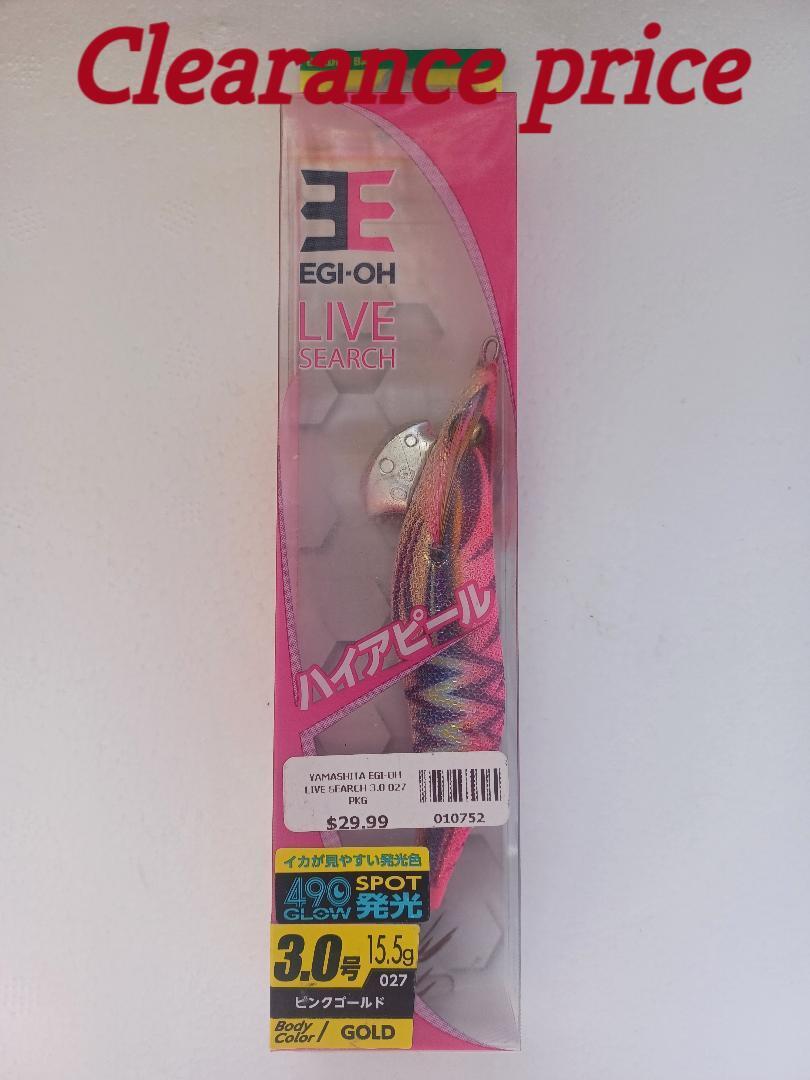 Clearance price
EGI-OH
LIVE
SEARCH
ハイアピール
YAMASHITA EGI-OH
LIVE SEARCH 3.0 027
PKG
$29.99
010752
イカが見やすい発光色
490 SPOT
GLOW 発光
3.0号 15.5g
027
ピンクゴールド
Body
Color / GOLD